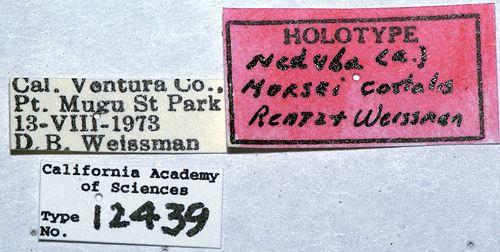 Cal. Ventura Co.,
Pt. Mugu St Park
13-VIII-1973
D.B. Weissman
HOLOTYPE
Neduba (a.)
Morsei costalis
Rentz + Weissman
California Academy
of Sciences
Type
No. 12439